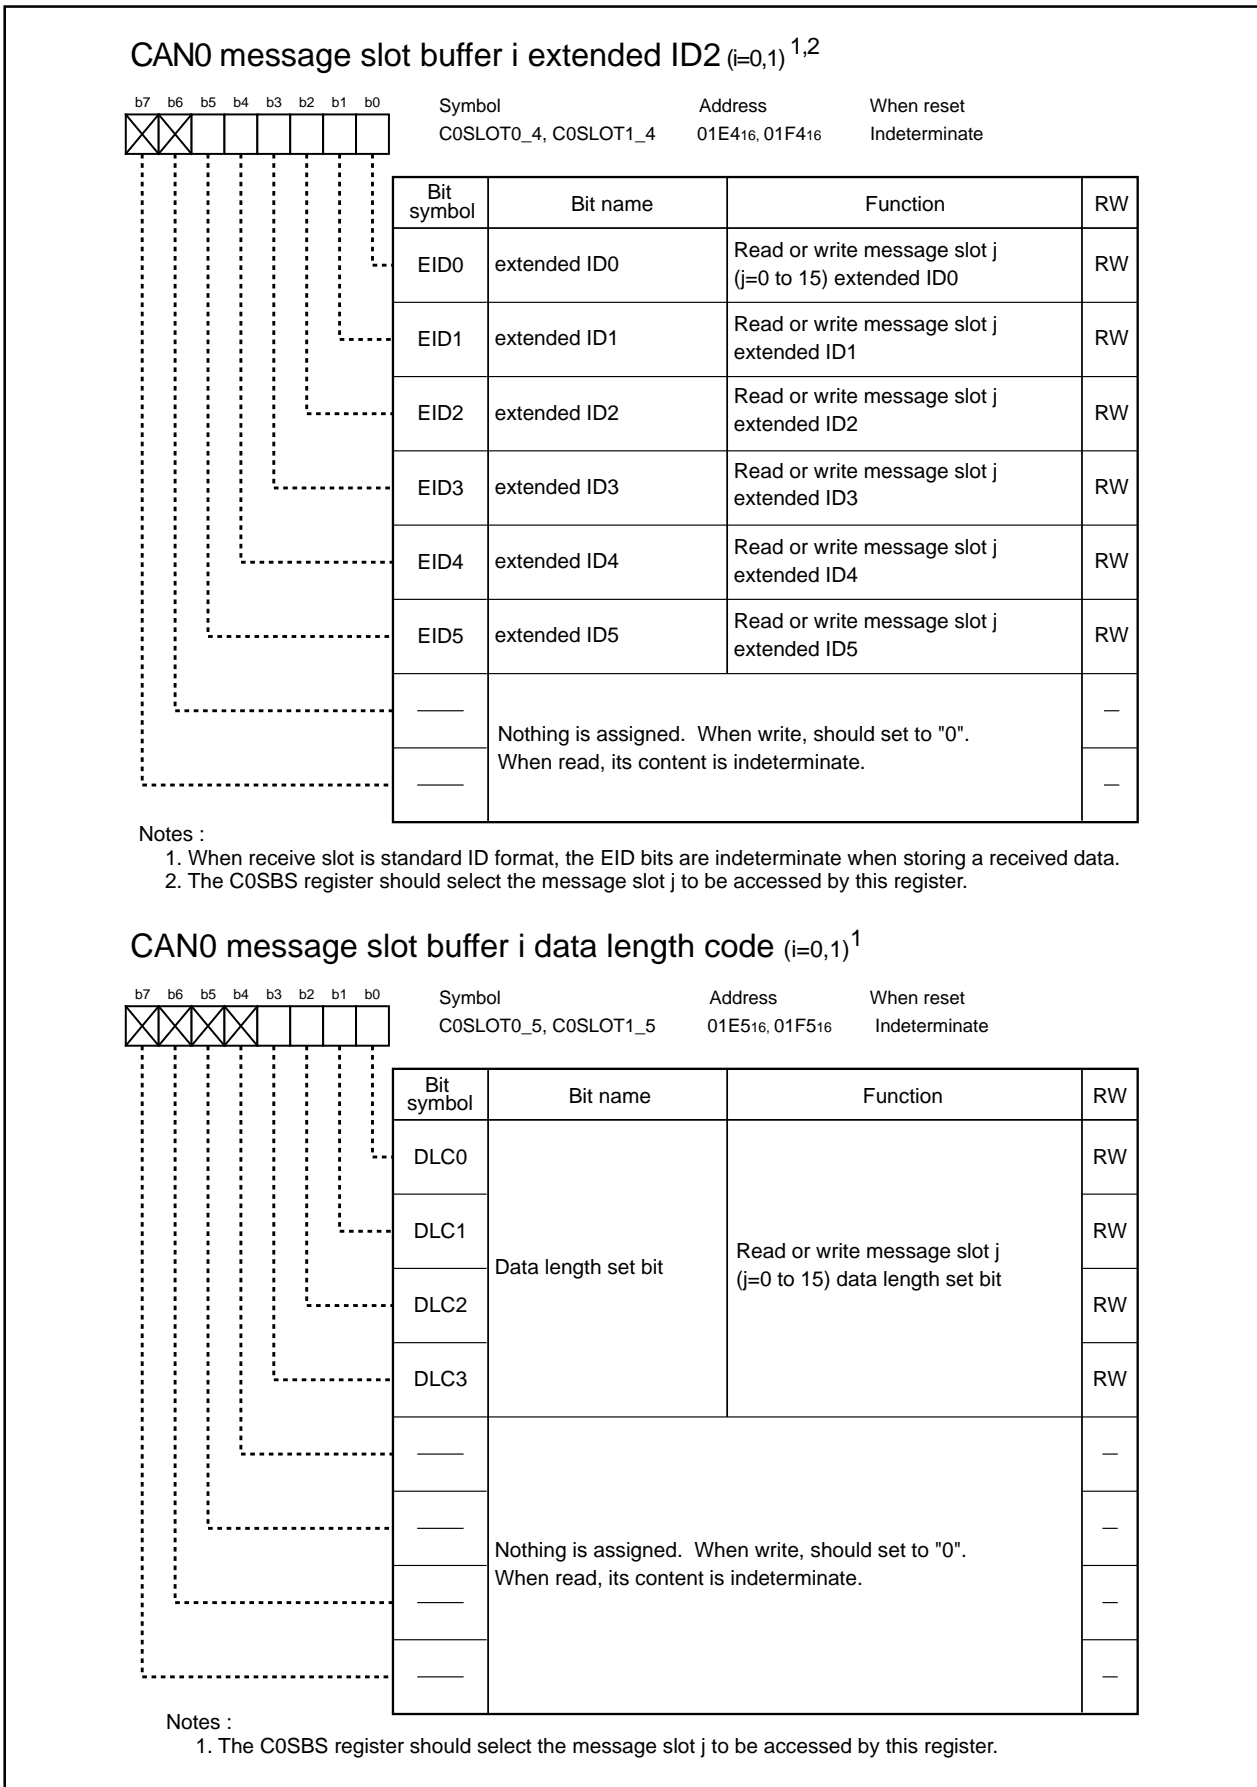 CAN0 message slot buffer i extended ID2 (i=0,1) 1,2
b7 b6 b5 b4 b3 b2 b1 b0
Symbol Address When reset
C0SLOT0_4, C0SLOT1_4 01E416, 01F416 Indeterminate
Bit symbol Bit name Function RW
EID0 extended ID0 Read or write message slot j
(j=0 to 15) extended ID0 RW
EID1 extended ID1 Read or write message slot j
extended ID1 RW
EID2 extended ID2 Read or write message slot j
extended ID2 RW
EID3 extended ID3 Read or write message slot j
extended ID3 RW
EID4 extended ID4 Read or write message slot j
extended ID4 RW
EID5 extended ID5 Read or write message slot j
extended ID5 RW
Nothing is assigned. When write, should set to "0".
When read, its content is indeterminate.
Notes :
1. When receive slot is standard ID format, the EID bits are indeterminate when storing a received data.
2. The C0SBS register should select the message slot j to be accessed by this register.
CAN0 message slot buffer i data length code (i=0,1)1
b7 b6 b5 b4 b3 b2 b1 b0
Symbol Address When reset
C0SLOT0_5, C0SLOT1_5 01E516, 01F516 Indeterminate
Bit symbol Bit name Function RW
DLC0 RW
DLC1 RW
Data length set bit Read or write message slot j
(j=0 to 15) data length set bit
DLC2 RW
DLC3 RW
Nothing is assigned. When write, should set to "0".
When read, its content is indeterminate.
Notes :
1. The C0SBS register should select the message slot j to be accessed by this register.